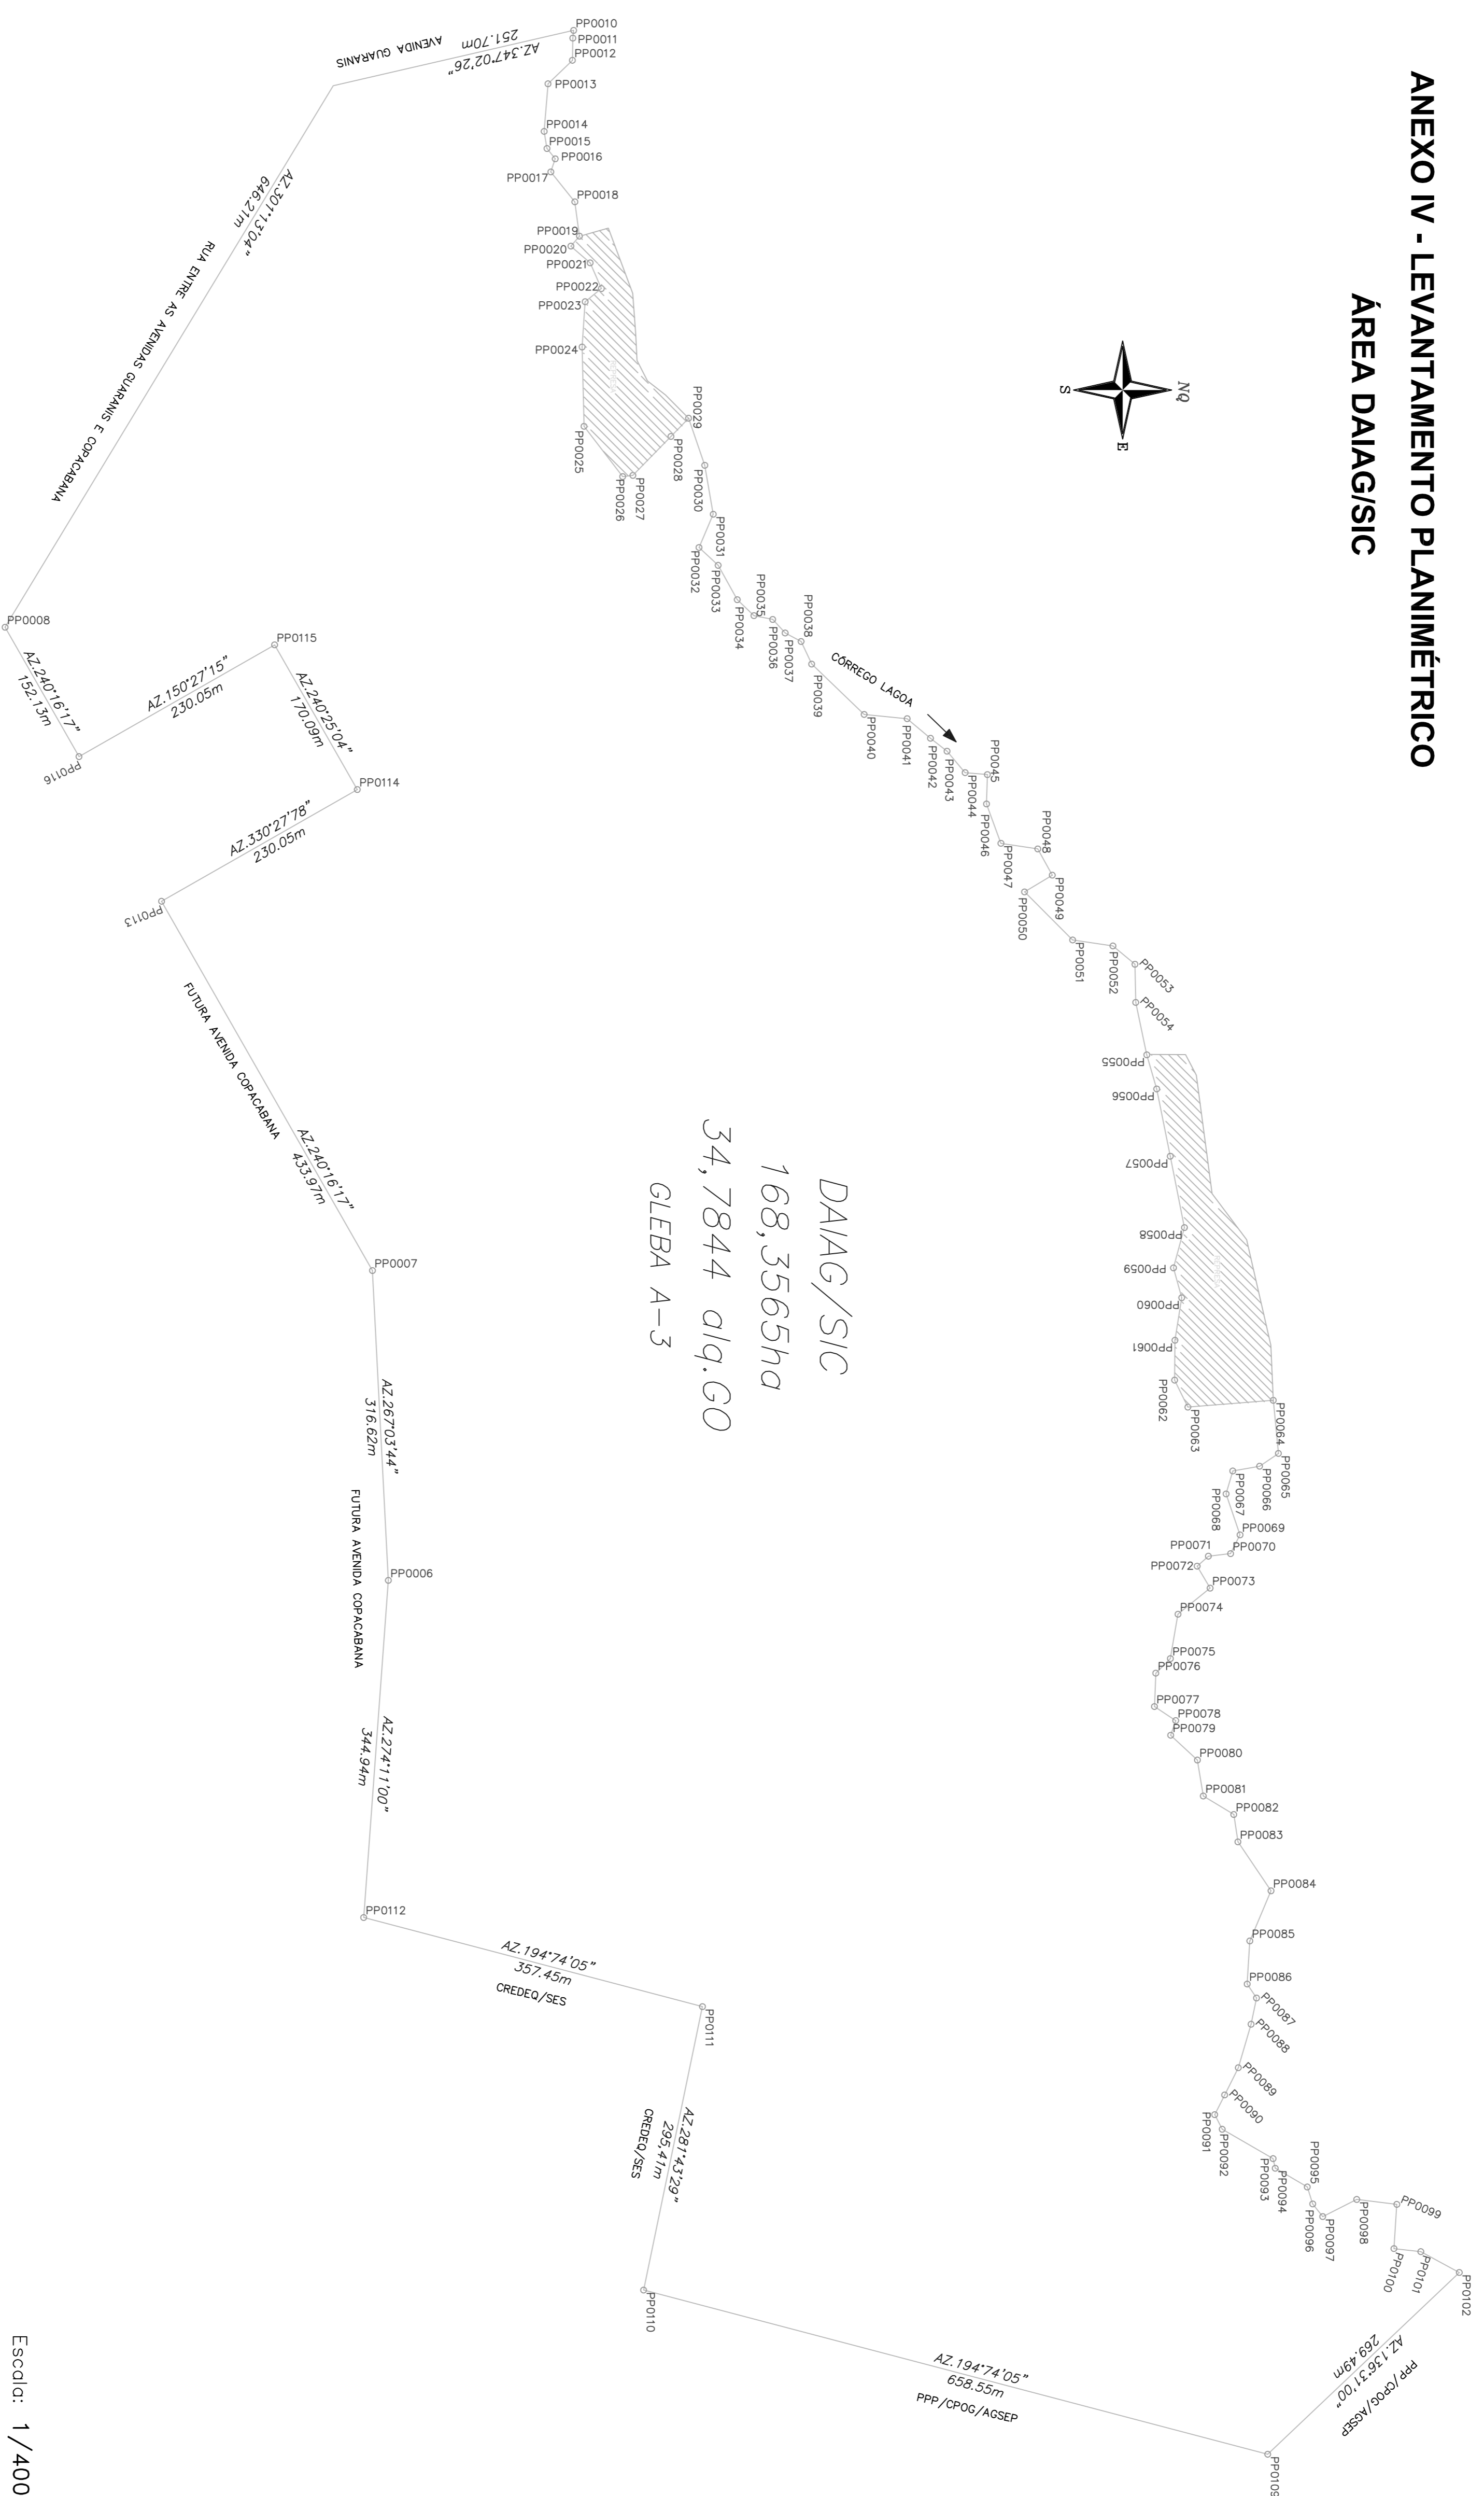 ANEXO IV - LEVANTAMENTO PLANIMÉTRICO
ÁREA DAIAG/SIC
NQ
S
E
PP0010
PP0011
PP0012
PP0013
PP0014
PP0015
PP0016
PP0017
PP0018
PP0019
PP0020
PP0021
PP0022
PP0023
PP0024
PP0025
PP0026
PP0027
PP0028
PP0029
PP0030
PP0031
PP0032
PP0033
PP0034
PP0035
PP0036
PP0037
PP0038
PP0039
CÓRREGO LAGOA
PP0040
PP0041
PP0042
PP0043
PP0044
PP0045
PP0046
PP0047
PP0048
PP0049
PP0050
PP0051
PP0052
PP0053
PP0054
PP0055
PP0056
PP0057
PP0058
PP0059
PP0060
PP0061
PP0062
PP0063
PP0064
PP0065
PP0066
PP0067
PP0068
PP0069
PP0070
PP0071
PP0072
PP0073
PP0074
PP0075
PP0076
PP0077
PP0078
PP0079
PP0080
PP0081
PP0082
PP0083
PP0084
PP0085
PP0086
PP0087
PP0088
PP0089
PP0090
PP0091
PP0092
PP0093
PP0094
PP0095
PP0096
PP0097
PP0098
PP0099
PP0100
PP0101
PP0102
AZ.136°31'00"
269.49m
PPP/CPOG/AGSEP
PP0109
AZ.194°74'05"
658.55m
PPP/CPOG/AGSEP
PP0110
AZ.281°43'29"
295,41m
CREDEQ/SES
PP0111
AZ.194°74'05"
357.45m
CREDEQ/SES
PP0112
AZ.274°11'00"
344.94m
PP0006
FUTURA AVENIDA COPACABANA
AZ.267°03'44"
316.62m
PP0007
AZ.240°16'17"
433.97m
FUTURA AVENIDA COPACABANA
PP0113
AZ.330°27'78"
230.05m
PP0114
AZ.240°25'04"
170.09m
PP0115
AZ.150°27'15"
230.05m
PP0116
AZ.240°16'17"
152.13m
PP0008
AZ.301°13'04"
646.21m
RUA ENTRE AS AVENIDAS GUARANIS E COPACABANA
AZ.347°02'26"
251.70m
AVENIDA GUARANIS
DAIAG/SIC
168,3565ha
34,7844 alq.GO
GLEBA A-3
Escala: 1/400